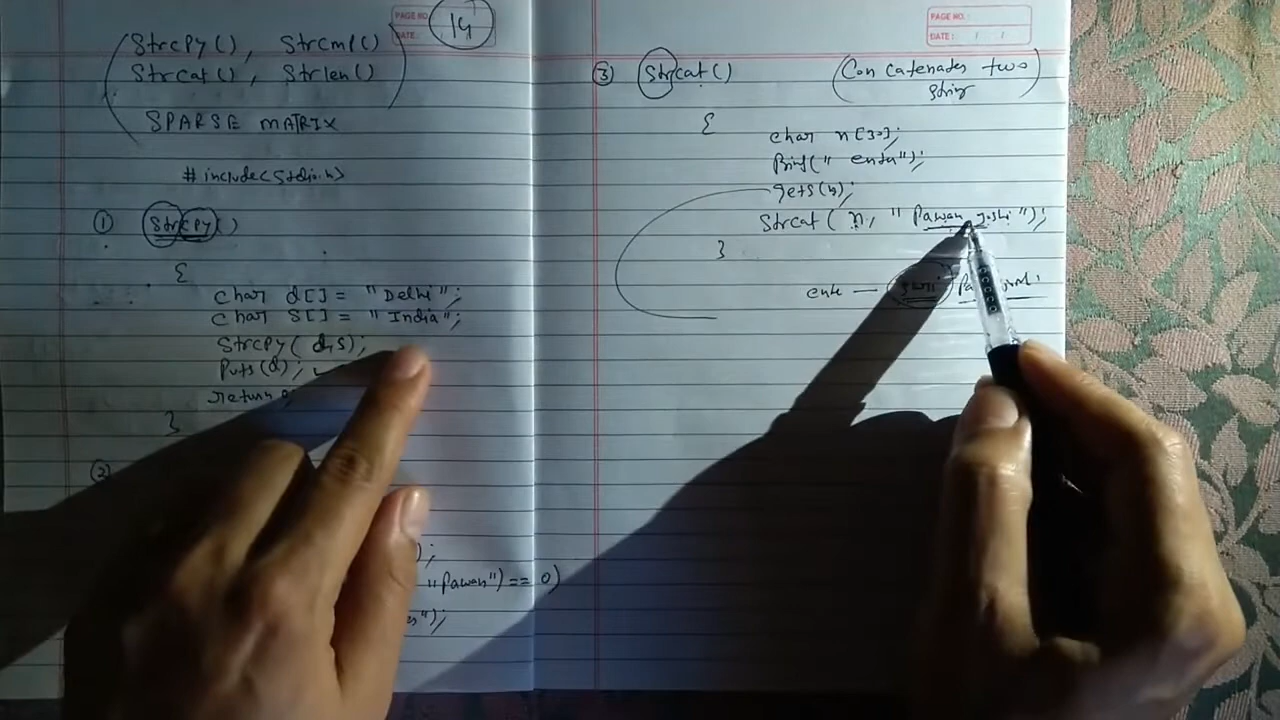 PAGE NO.
DATE:
14
Strcpy(), Strcmp()
Strcat(), Strlen()
SPARSE MATRIX
#include<stdio.h>
① Strcpy()
{
char d[] = "Delhi";
char S[] = "India";
Strcpy( d,s);
Puts(d);
return
}
②
);
"Pawan") == 0)
");
PAGE NO.:
DATE: / /
③ Strcat() (Concatenates two
string)
{
char n[30];
Printf(" enter");
gets(n);
Strcat( n, " Pawan joshi ");
}